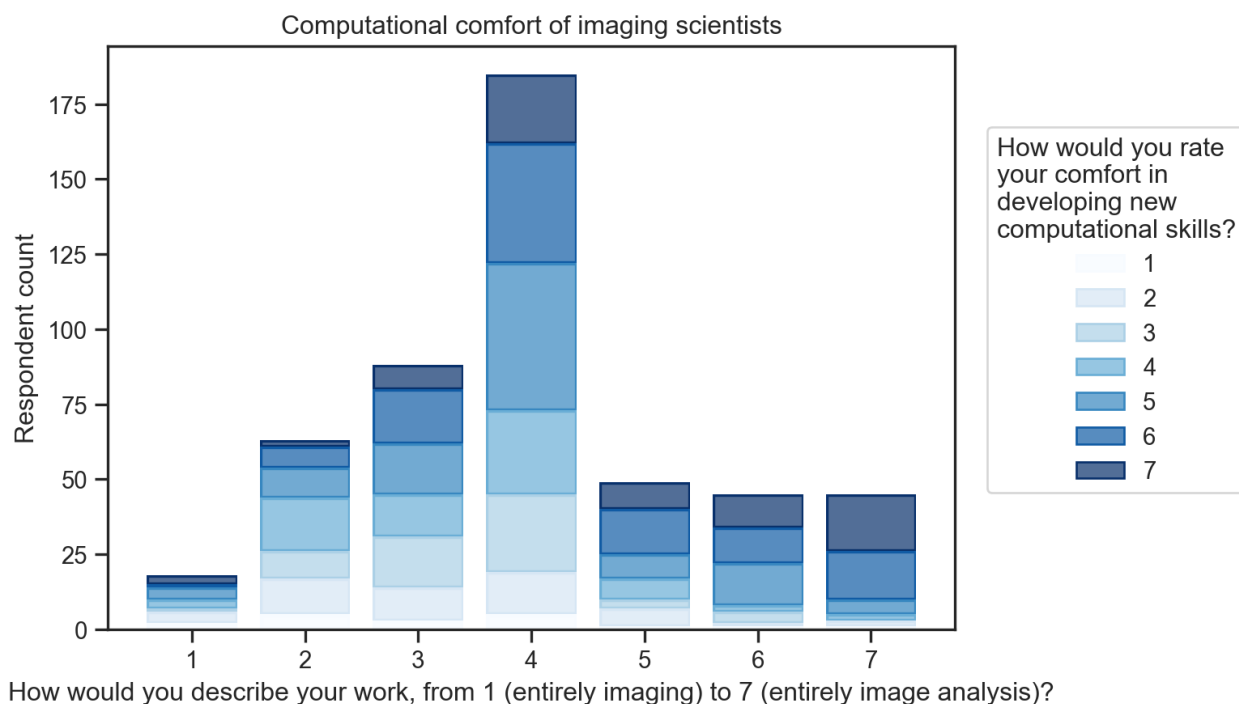 Computational comfort of imaging scientists
Respondent count
175
150
125
100
75
50
25
0
1 2 3 4 5 6 7
How would you describe your work, from 1 (entirely imaging) to 7 (entirely image analysis)?
How would you rate
your comfort in
developing new
computational skills?
1
2
3
4
5
6
7